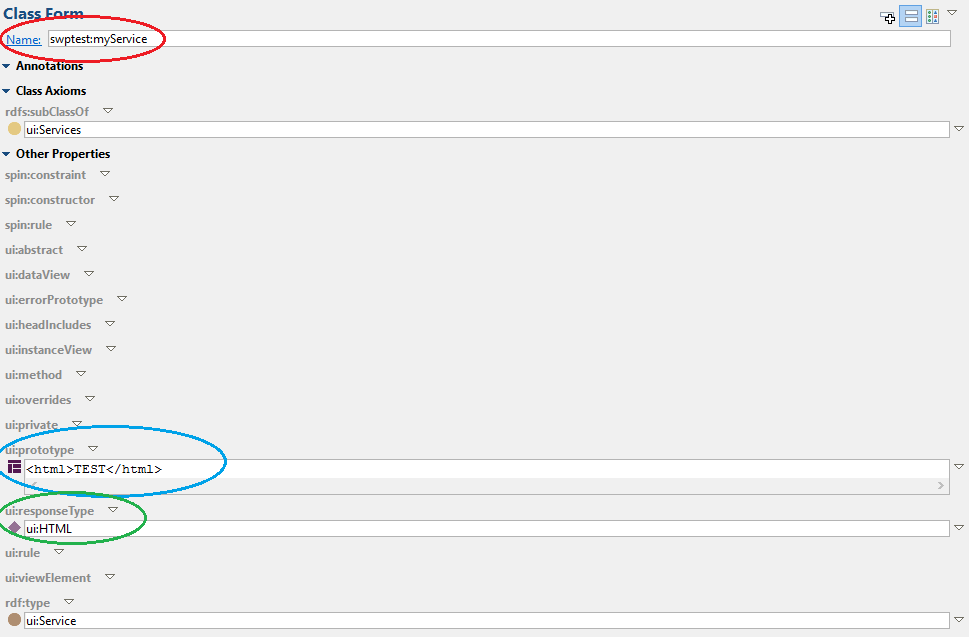 Class Form
Name: swptest:myService
Annotations
Class Axioms
rdfs:subClassOf
ui:Services
Other Properties
spin:constraint
spin:constructor
spin:rule
ui:abstract
ui:dataView
ui:errorPrototype
ui:headIncludes
ui:instanceView
ui:method
ui:overrides
ui:private
ui:prototype
<html>TEST</html>
ui:responseType
ui:HTML
ui:rule
ui:viewElement
rdf:type
ui:Service